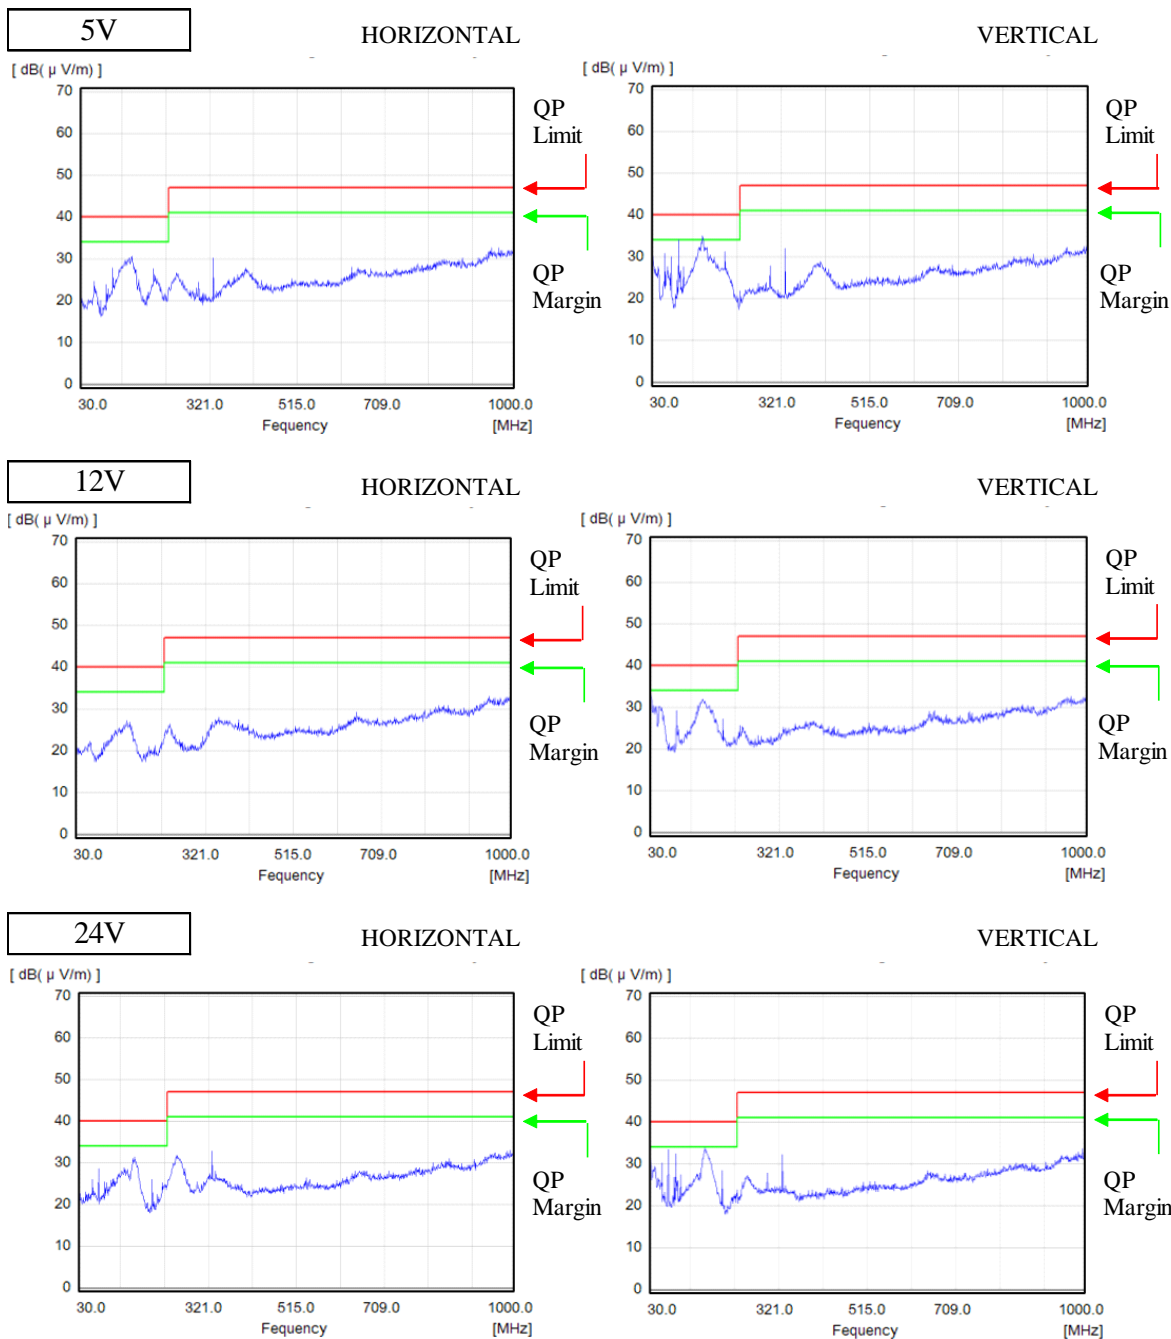 5V
HORIZONTAL
VERTICAL
[ dB( μ V/m) ]
70
60
50
40
30
20
10
0
30.0 321.0 515.0 709.0 1000.0
Fequency [MHz]
QP
Limit
QP
Margin
[ dB( μ V/m) ]
70
60
50
40
30
20
10
0
30.0 321.0 515.0 709.0 1000.0
Fequency [MHz]
QP
Limit
QP
Margin
12V
HORIZONTAL
VERTICAL
[ dB( μ V/m) ]
70
60
50
40
30
20
10
0
30.0 321.0 515.0 709.0 1000.0
Fequency [MHz]
QP
Limit
QP
Margin
[ dB( μ V/m) ]
70
60
50
40
30
20
10
0
30.0 321.0 515.0 709.0 1000.0
Fequency [MHz]
QP
Limit
QP
Margin
24V
HORIZONTAL
VERTICAL
[ dB( μ V/m) ]
70
60
50
40
30
20
10
0
30.0 321.0 515.0 709.0 1000.0
Fequency [MHz]
QP
Limit
QP
Margin
[ dB( μ V/m) ]
70
60
50
40
30
20
10
0
30.0 321.0 515.0 709.0 1000.0
Fequency [MHz]
QP
Limit
QP
Margin